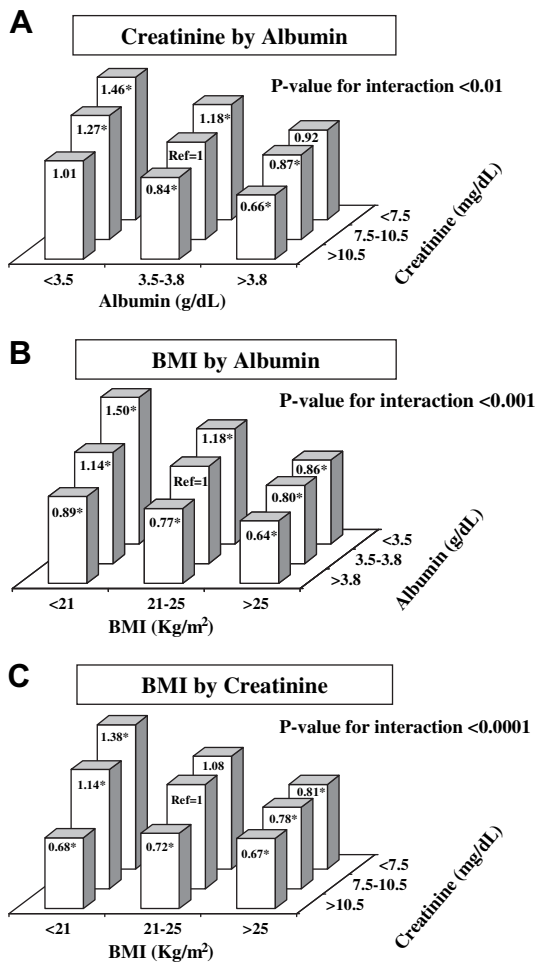 A
Creatinine by Albumin
P-value for interaction <0.01
1.46*
1.18*
0.92
1.27*
Ref=1
0.87*
1.01
0.84*
0.66*
<7.5
7.5-10.5
>10.5
Creatinine (mg/dL)
<3.5
3.5-3.8
>3.8
Albumin (g/dL)
B
BMI by Albumin
P-value for interaction <0.001
1.50*
1.18*
0.86*
1.14*
Ref=1
0.80*
0.89*
0.77*
0.64*
<3.5
3.5-3.8
>3.8
Albumin (g/dL)
<21
21-25
>25
BMI (Kg/m²)
C
BMI by Creatinine
P-value for interaction <0.0001
1.38*
1.08
0.81*
1.14*
Ref=1
0.78*
0.68*
0.72*
0.67*
<7.5
7.5-10.5
>10.5
Creatinine (mg/dL)
<21
21-25
>25
BMI (Kg/m²)